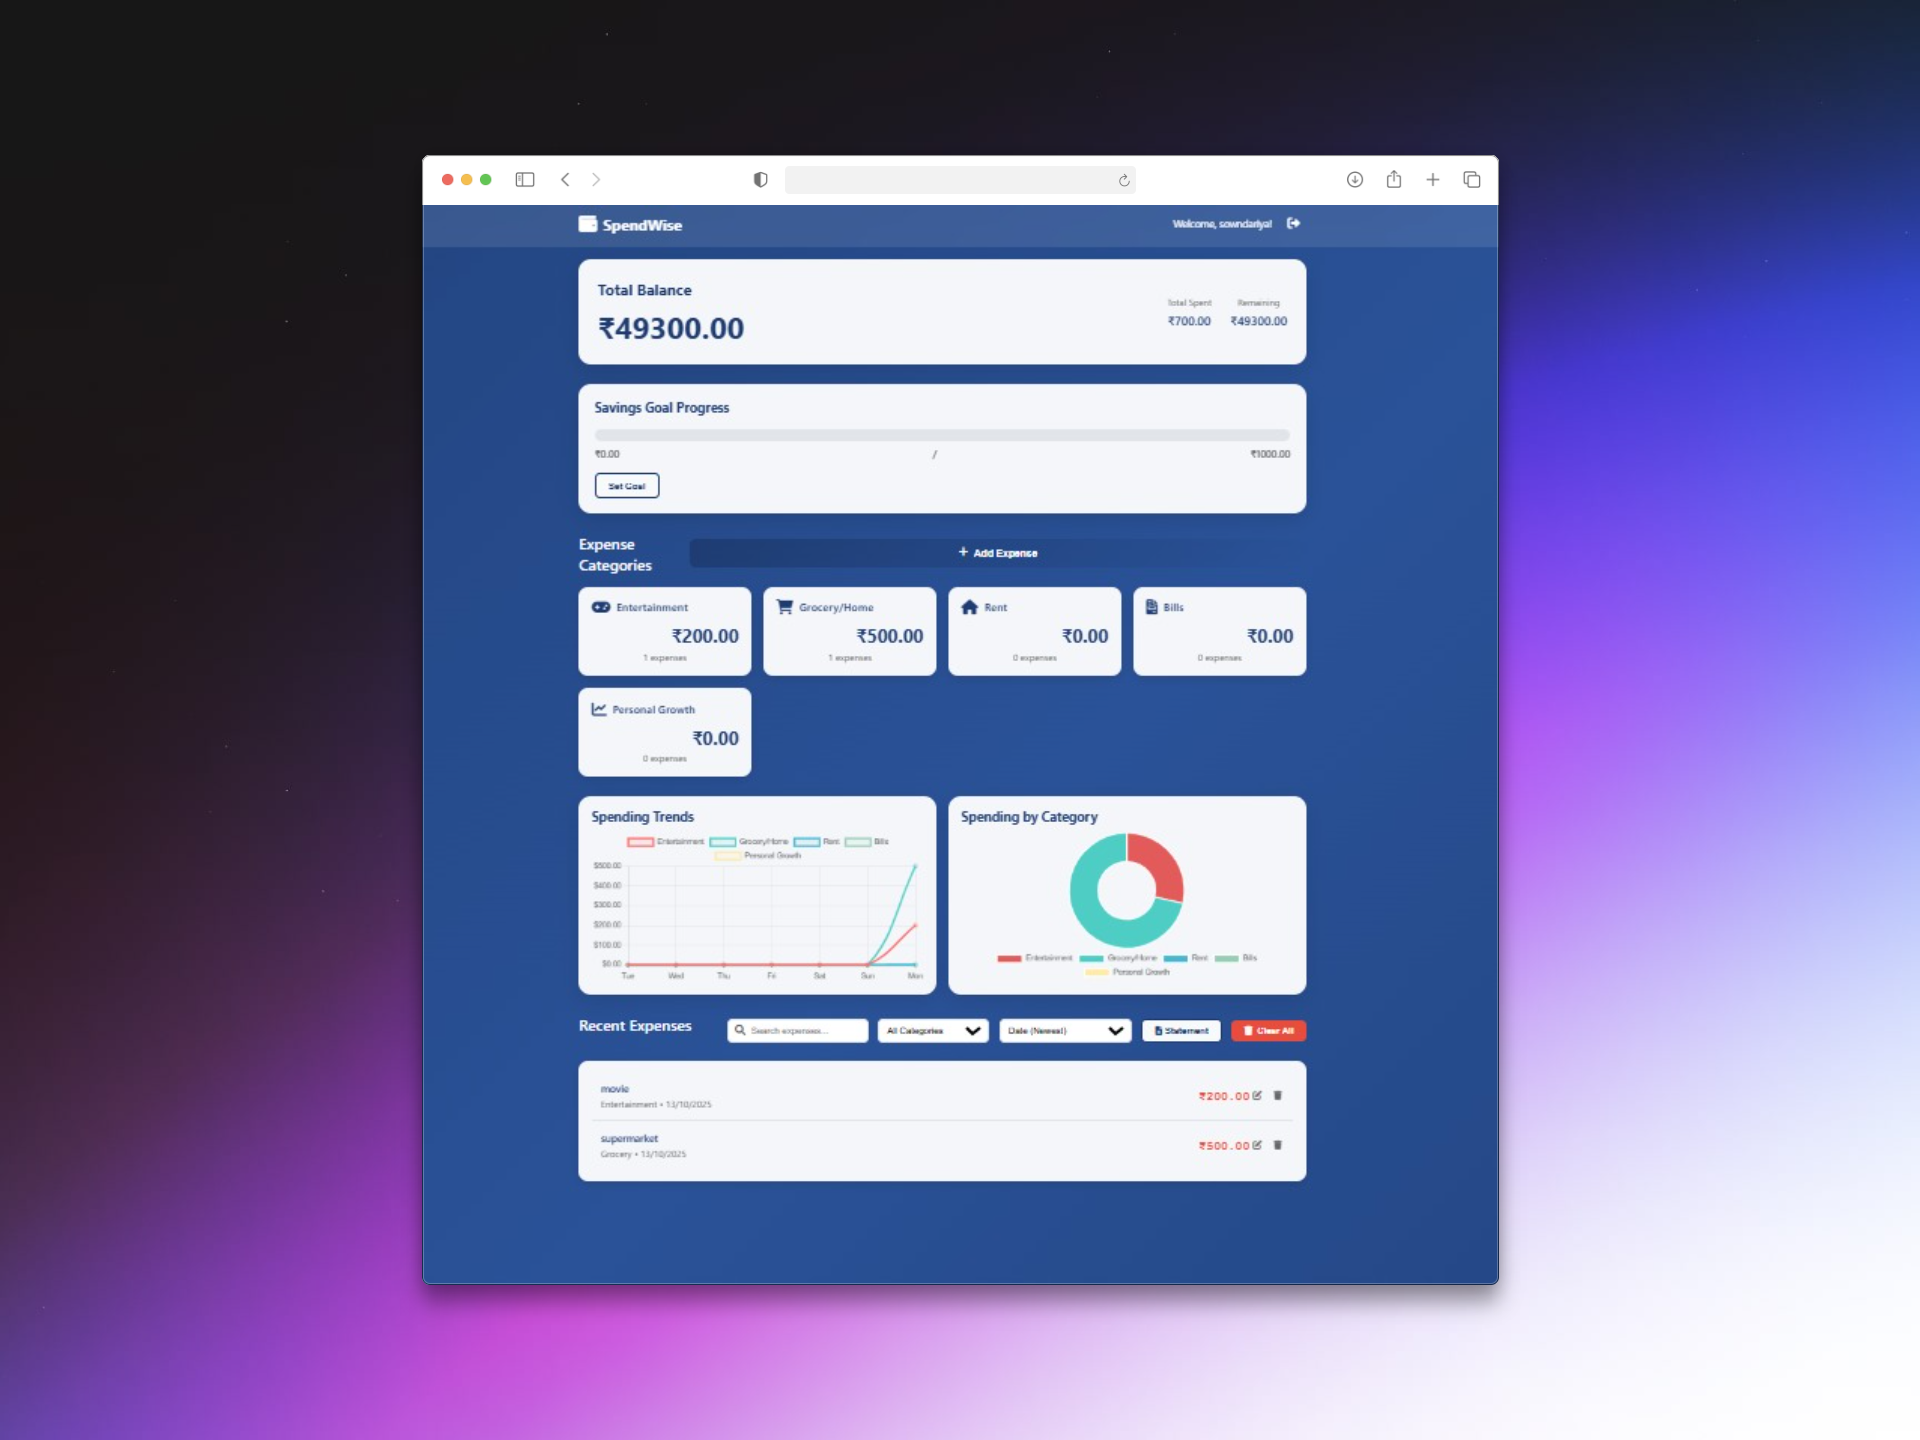 SpendWise
Welcome, sowndariya!
Total Balance
₹49300.00
Total Spent
₹700.00
Remaining
₹49300.00
Savings Goal Progress
₹0.00
/
₹1000.00
Set Goal
Expense
Categories
+ Add Expense
Entertainment
₹200.00
1 expenses
Grocery/Home
₹500.00
1 expenses
Rent
₹0.00
0 expenses
Bills
₹0.00
0 expenses
Personal Growth
₹0.00
0 expenses
Spending Trends
Entertainment Grocery/Home Rent Bills
Personal Growth
$500.00
$400.00
$300.00
$200.00
$100.00
$0.00
Tue Wed Thu Fri Sat Sun Mon
Spending by Category
Entertainment Grocery/Home Rent Bills
Personal Growth
Recent Expenses
Search expenses...
All Categories
Date (Newest)
Statement
Clear All
movie
Entertainment • 13/10/2025
₹200.00
supermarket
Grocery • 13/10/2025
₹500.00